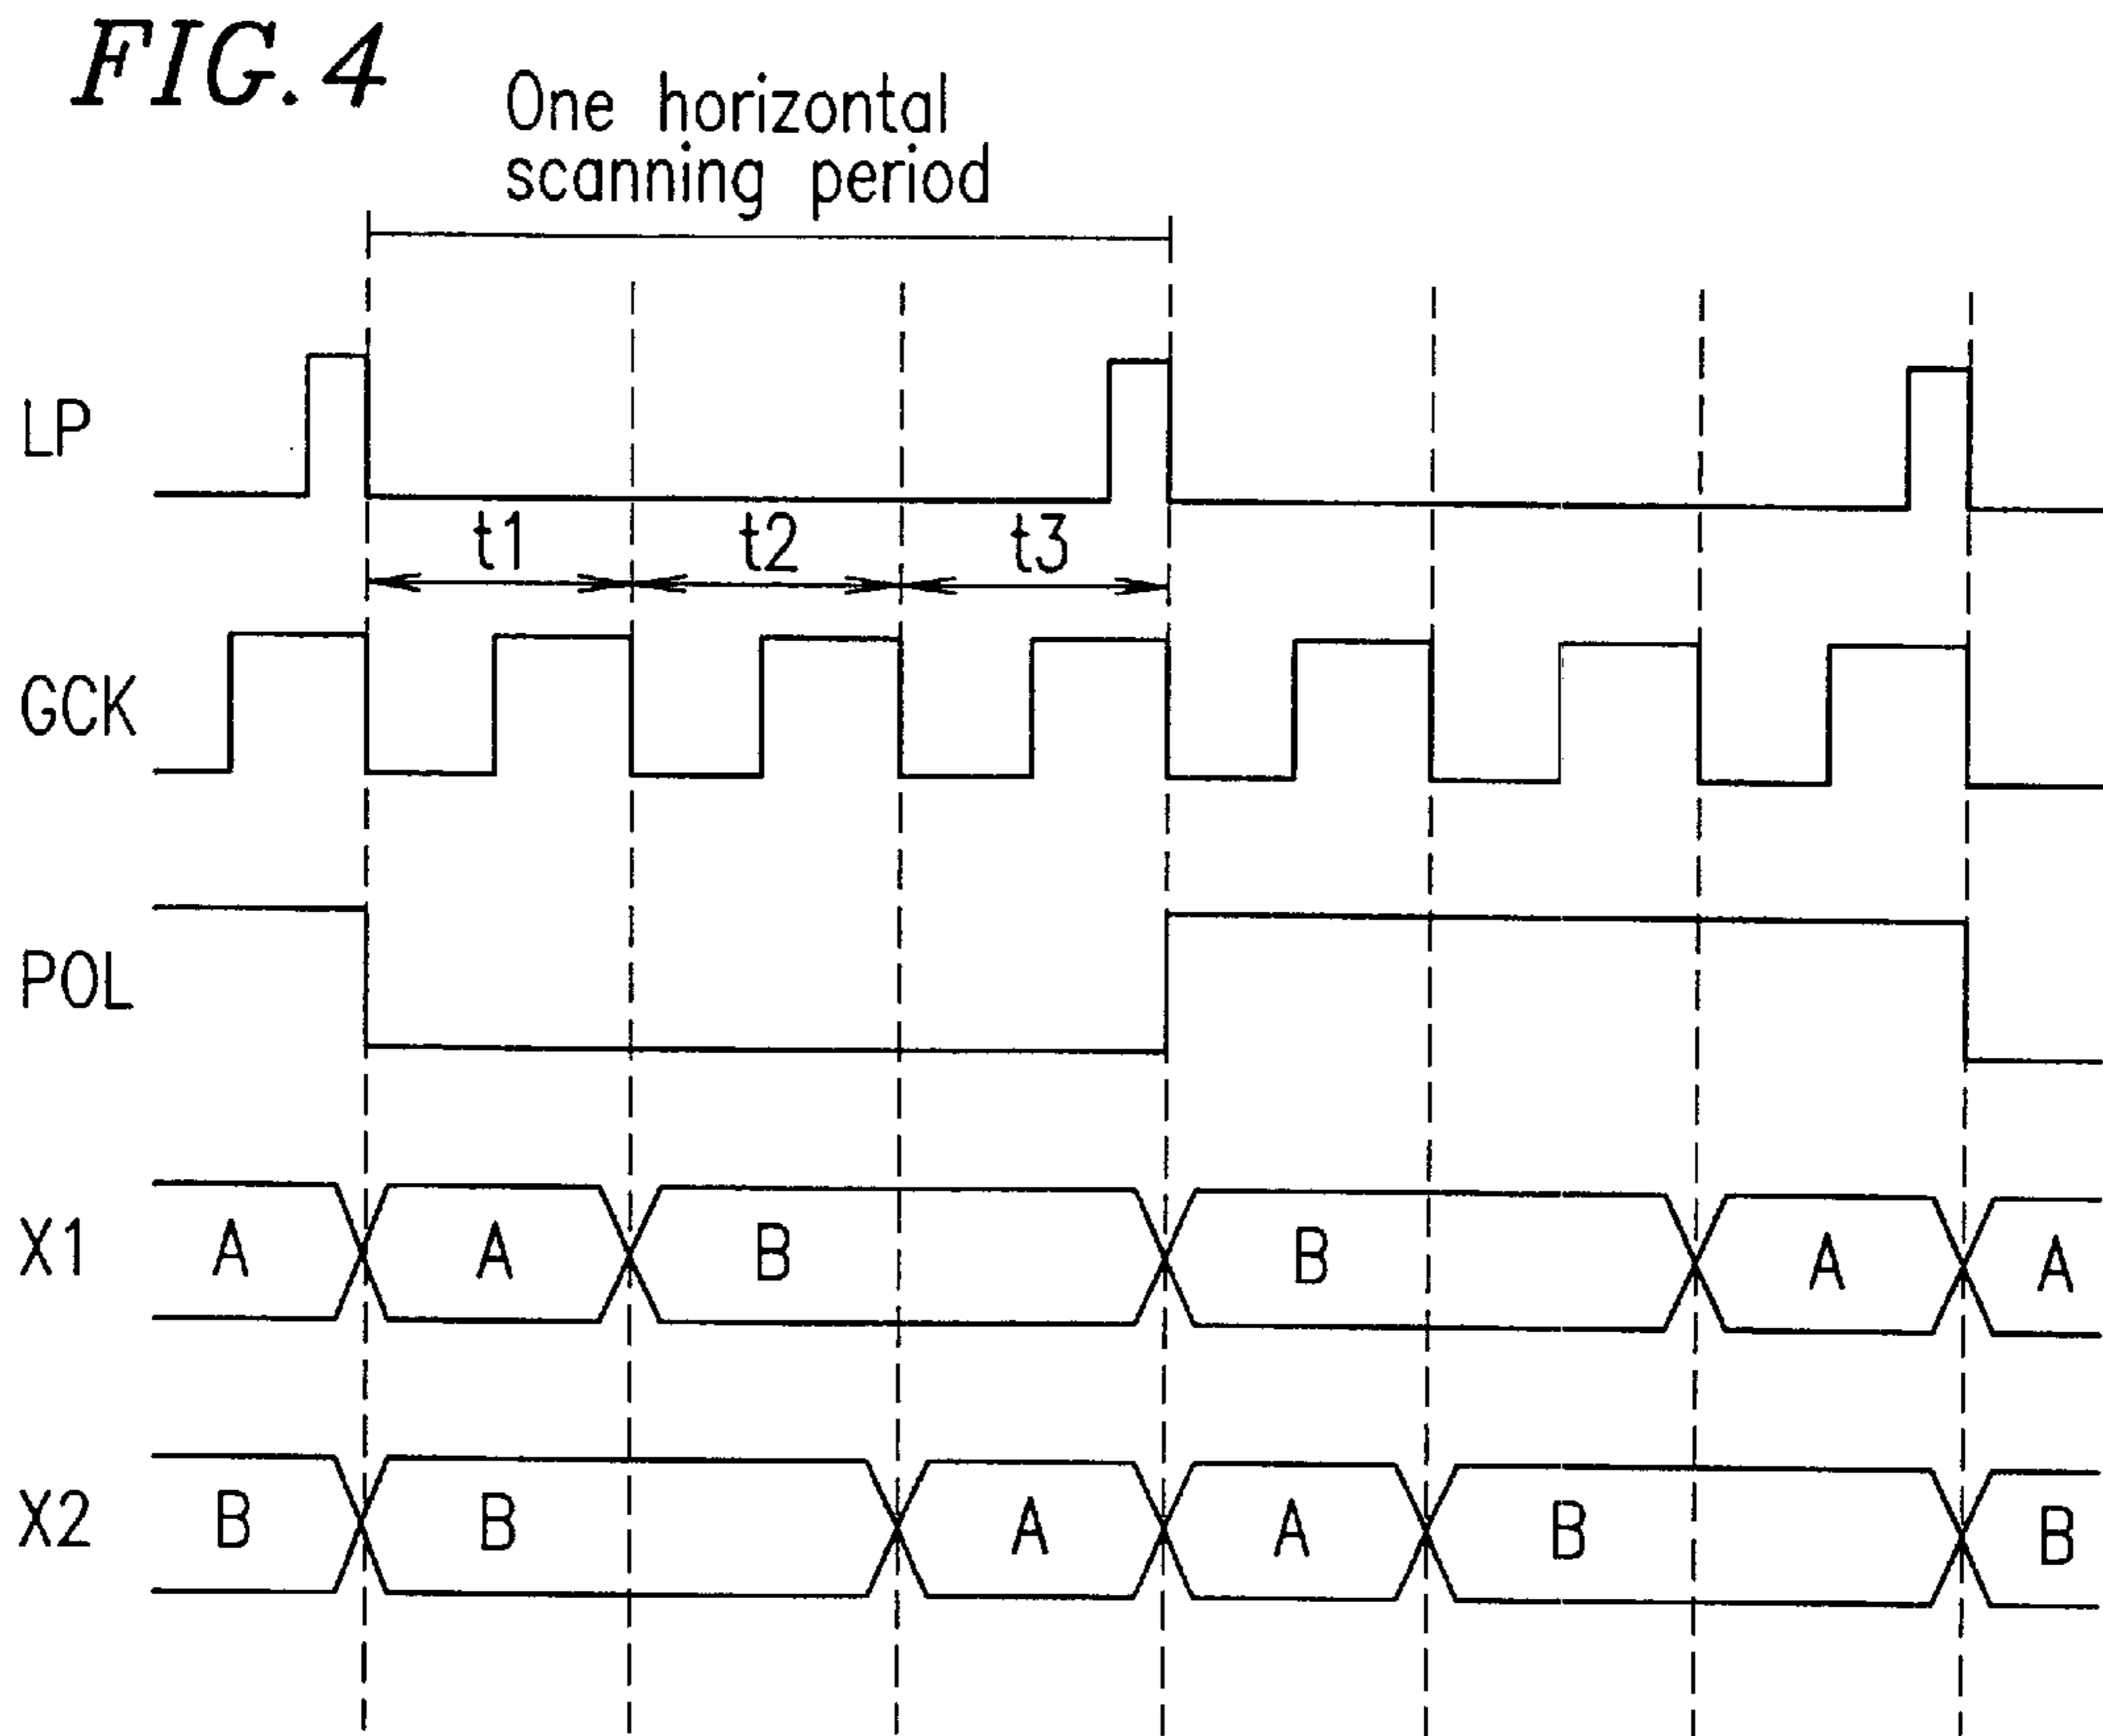 FIG. 4
One horizontal
scanning period
LP
t1 t2 t3
GCK
POL
X1 A A B B A A
X2 B B A A B B